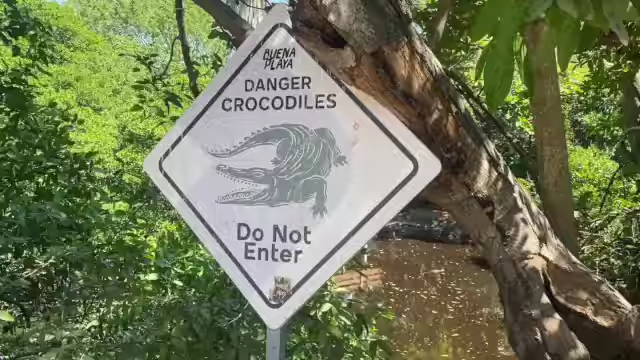 BUENA
PLAYA
DANGER
CROCODILES
Do Not
Enter